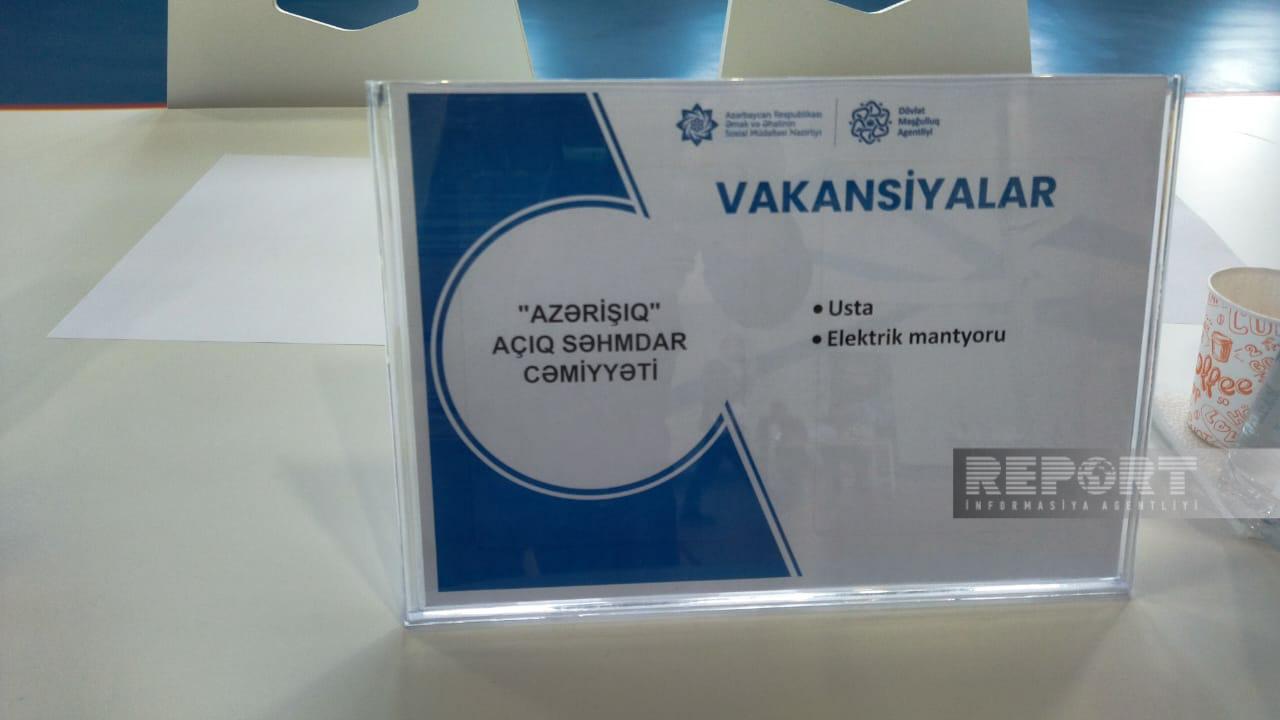 Azərbaycan Respublikası
Əmək və Əhalinin
Sosial Müdafiəsi Nazirliyi
Dövlət
Məşğulluq
Agentliyi
VAKANSİYALAR
"AZƏRİŞIQ"
AÇIQ SƏHMDAR
CƏMİYYƏTİ
• Usta
• Elektrik mantyoru
REPORT
İNFORMASİYA AGENTLİYİ
Coffee